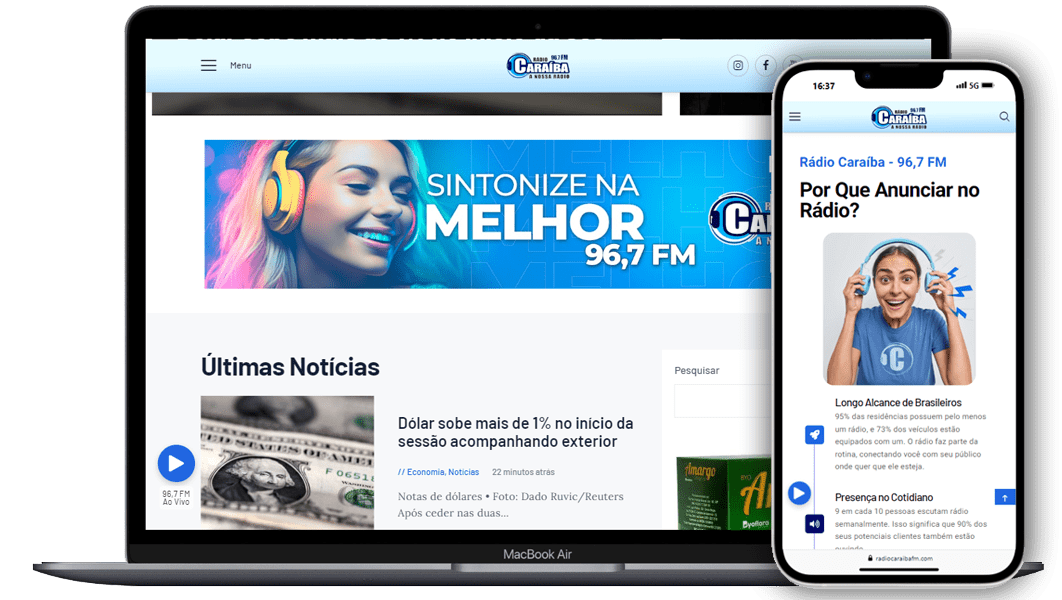 Menu
RÁDIO 96,7 FM
CARAÍBA
A NOSSA RÁDIO
SINTONIZE NA
MELHOR
96,7 FM
Últimas Notícias
Dólar sobe mais de 1% no início da
sessão acompanhando exterior
// Economia, Noticias 22 minutos atrás
Notas de dólares • Foto: Dado Ruvic/Reuters
Após ceder nas duas...
96,7 FM
Ao Vivo
Pesquisar
Amargo
MacBook Air
16:37
5G
RÁDIO 96,7 FM
CARAÍBA
A NOSSA RÁDIO
Rádio Caraíba - 96,7 FM
Por Que Anunciar no
Rádio?
C
Longo Alcance de Brasileiros
95% das residências possuem pelo menos
um rádio, e 73% dos veículos estão
equipados com um. O rádio faz parte da
rotina, conectando você com seu público
onde quer que ele esteja.
Presença no Cotidiano
9 em cada 10 pessoas escutam rádio
semanalmente. Isso significa que 90% dos
seus potenciais clientes também estão
ouvindo
radiocaraibafm.com